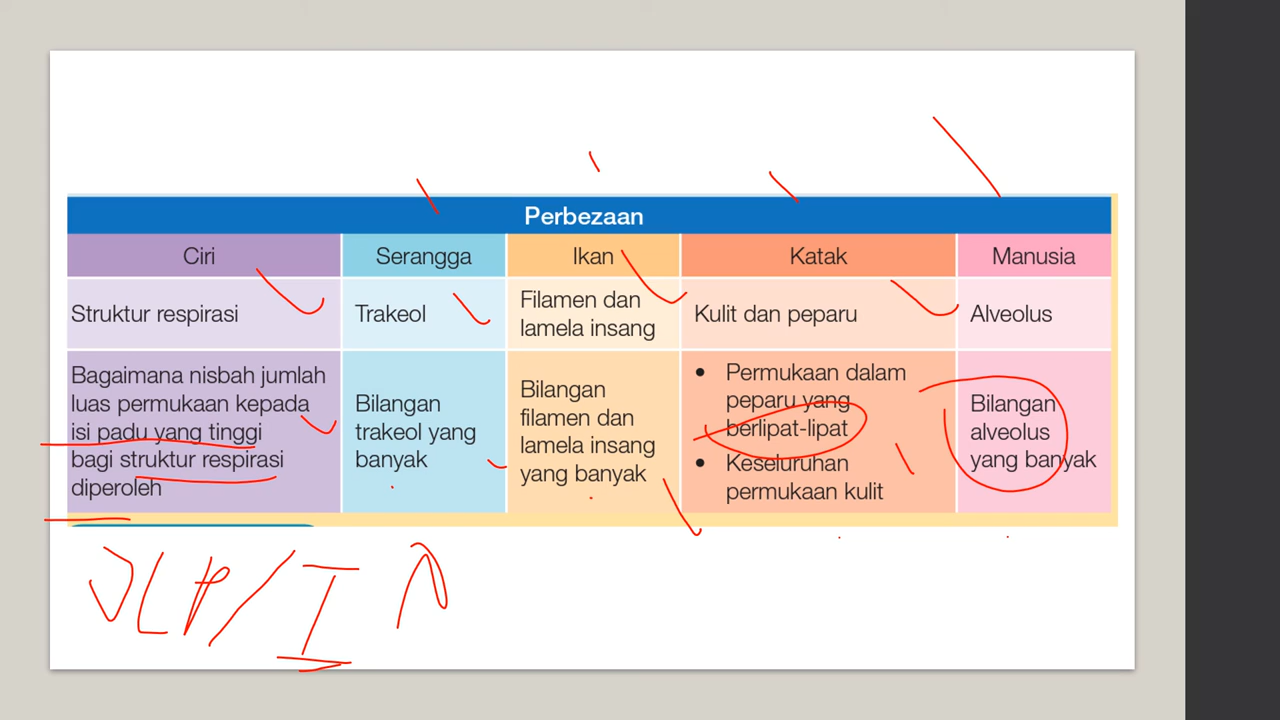 Perbezaan
Ciri
Serangga
Ikan
Katak
Manusia
Struktur respirasi
Trakeol
Filamen dan
lamela insang
Kulit dan peparu
Alveolus
Bagaimana nisbah jumlah
luas permukaan kepada
isi padu yang tinggi
bagi struktur respirasi
diperoleh
Bilangan
trakeol yang
banyak
Bilangan
filamen dan
lamela insang
yang banyak
• Permukaan dalam
peparu yang
berlipat-lipat
• Keseluruhan
permukaan kulit
Bilangan
alveolus
yang banyak
JLP/I ↑